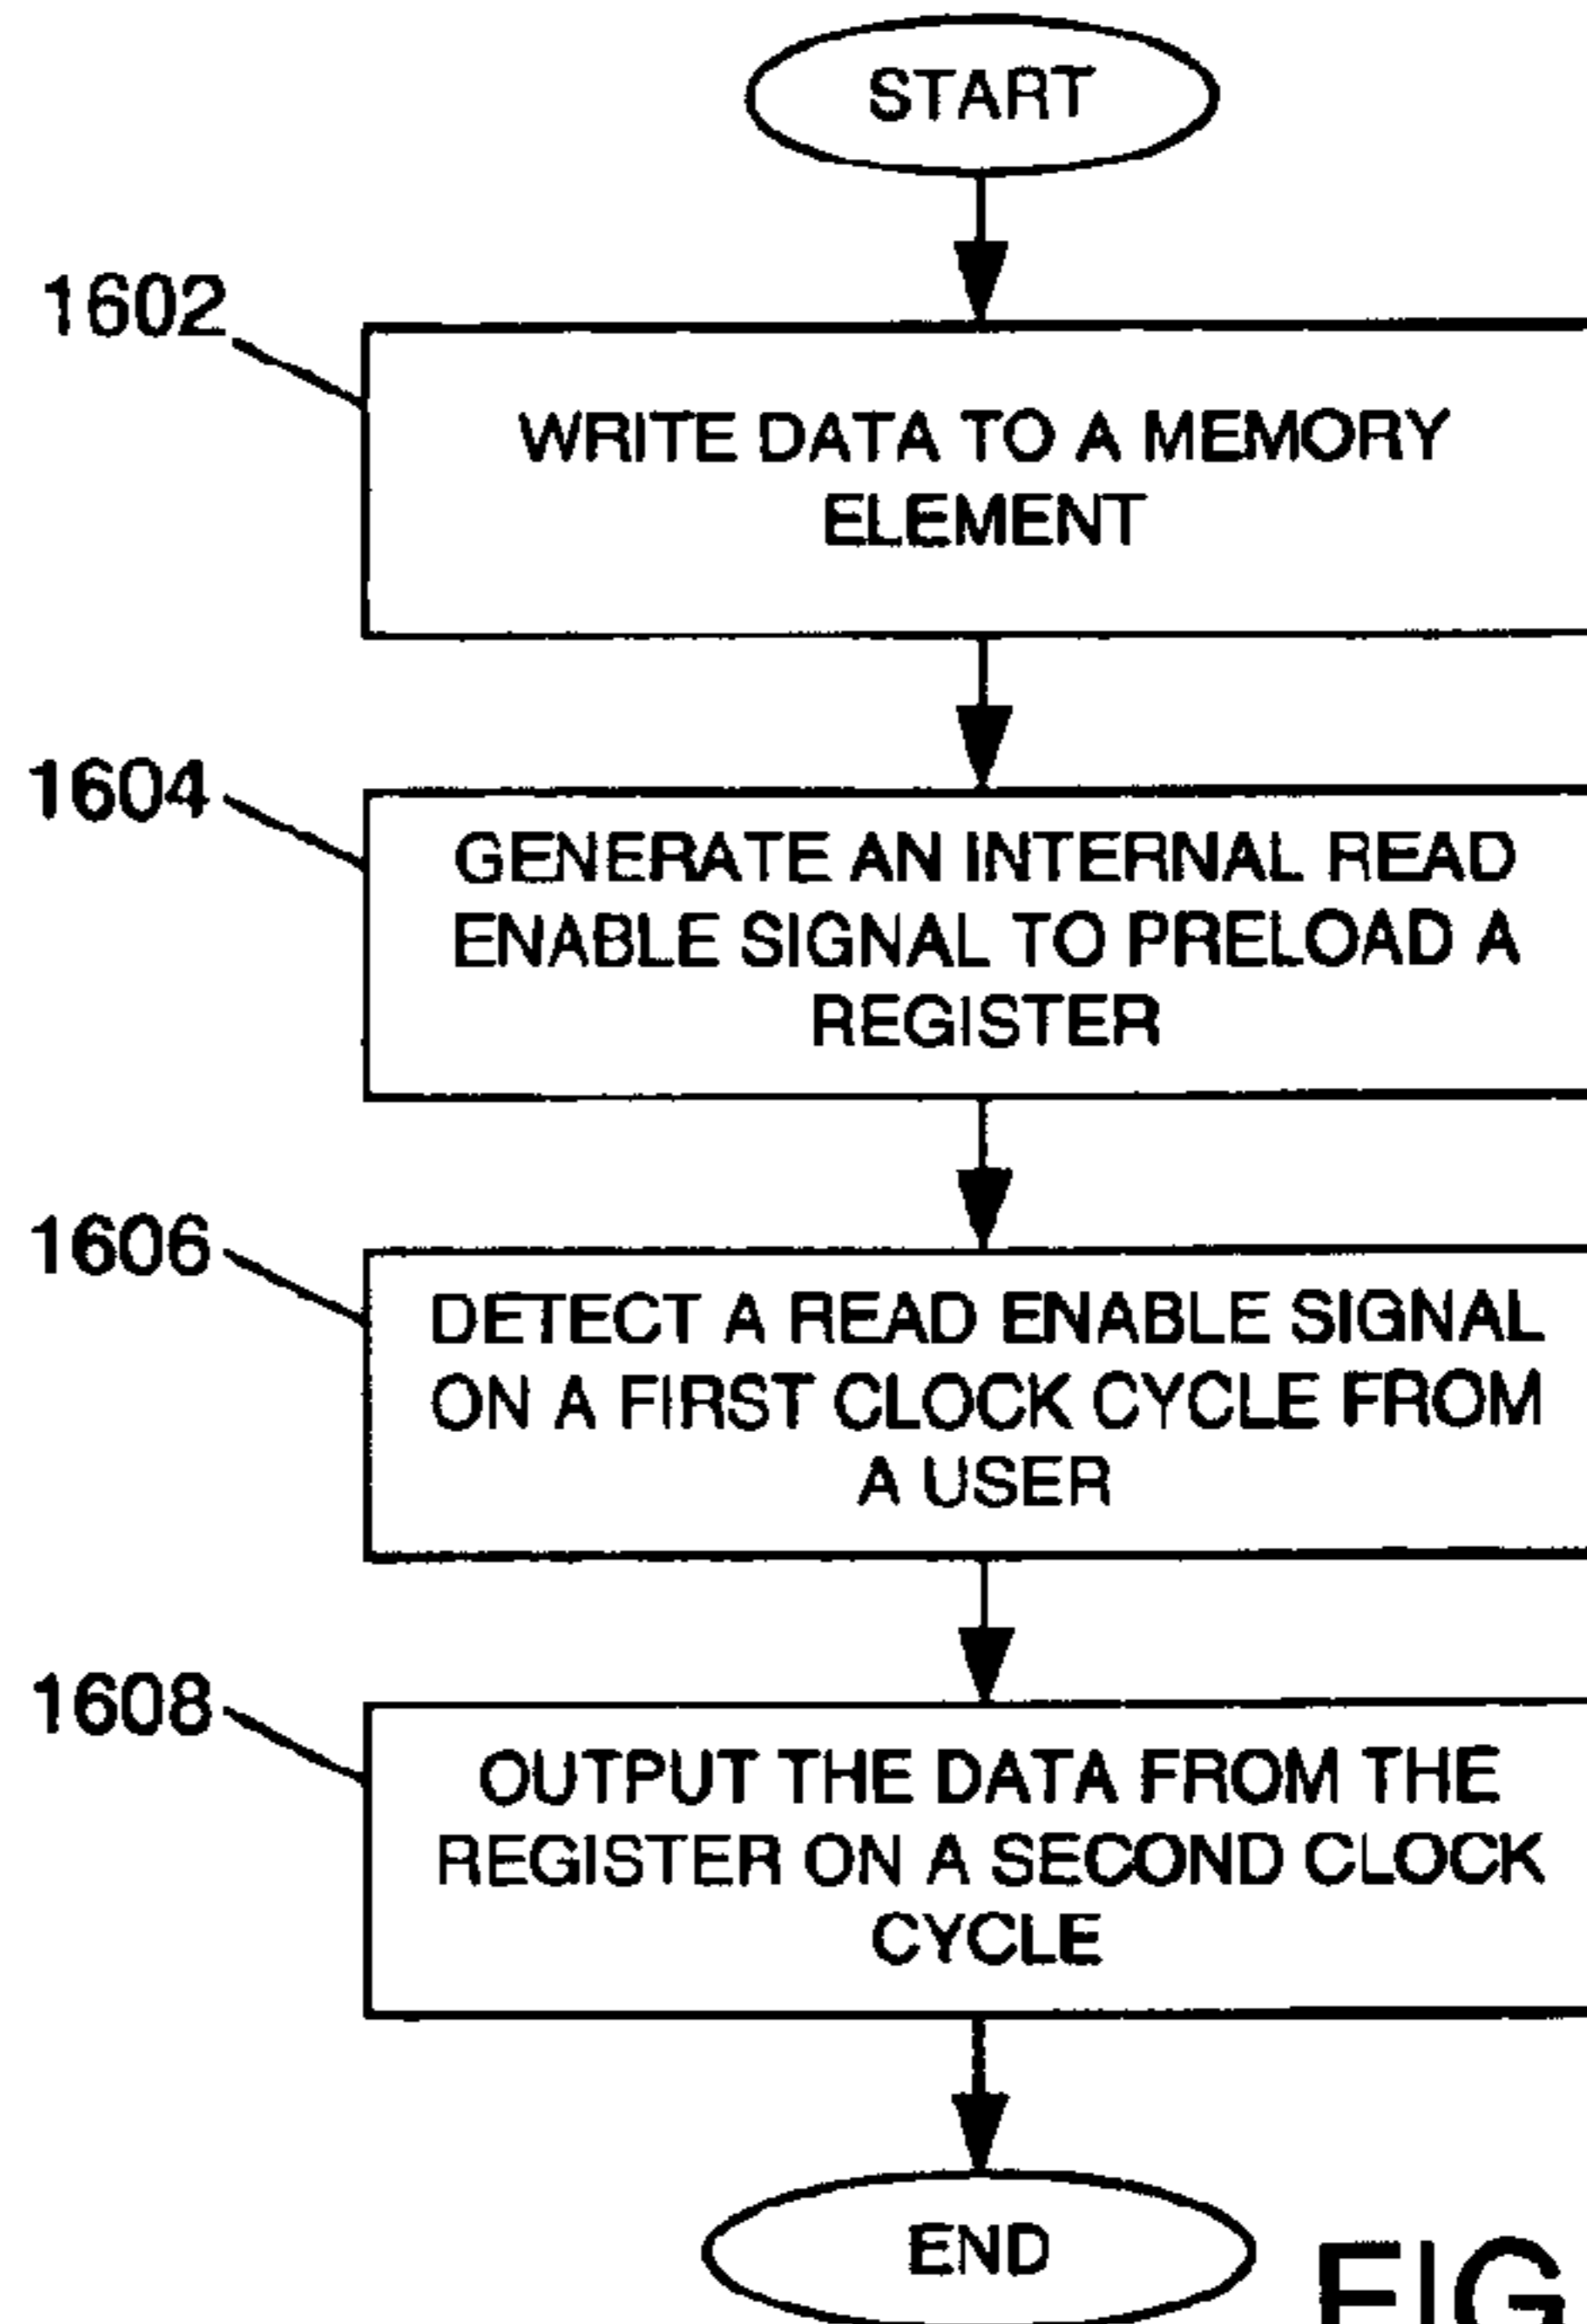 START
1602
WRITE DATA TO A MEMORY
ELEMENT
1604
GENERATE AN INTERNAL READ
ENABLE SIGNAL TO PRELOAD A
REGISTER
1606
DETECT A READ ENABLE SIGNAL
ON A FIRST CLOCK CYCLE FROM
A USER
1608
OUTPUT THE DATA FROM THE
REGISTER ON A SECOND CLOCK
CYCLE
END
FIG